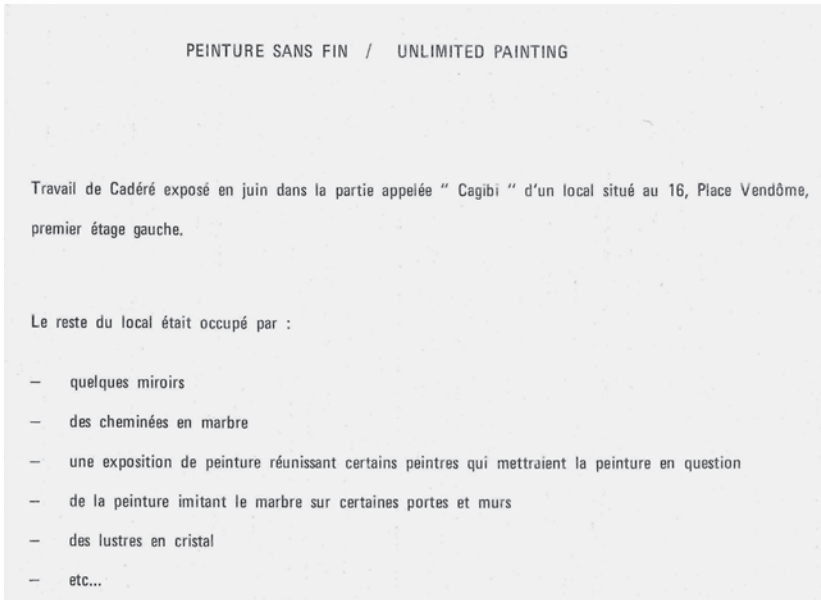 PEINTURE SANS FIN / UNLIMITED PAINTING
Travail de Cadéré exposé en juin dans la partie appelée “ Cagibi “ d'un local situé au 16, Place Vendôme,
premier étage gauche.
Le reste du local était occupé par :
– quelques miroirs
– des cheminées en marbre
– une exposition de peinture réunissant certains peintres qui mettraient la peinture en question
– de la peinture imitant le marbre sur certaines portes et murs
– des lustres en cristal
– etc...